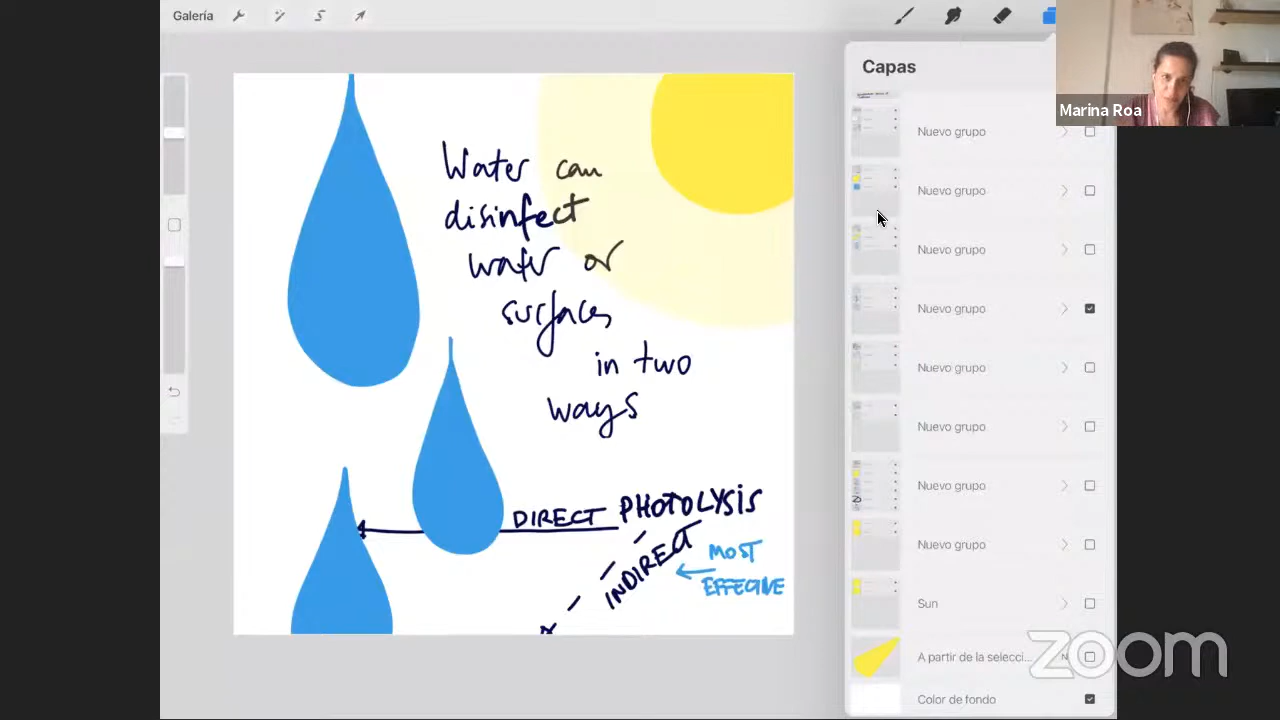 Galería
Capas
Marina Roa
Nuevo grupo
Nuevo grupo
Nuevo grupo
Nuevo grupo
Nuevo grupo
Nuevo grupo
Nuevo grupo
Nuevo grupo
Sun
A partir de la selecci... N
Color de fondo
Water can
disinfect
water or
surfaces
in two
ways
DIRECT PHOTOLYSIS
INDIRECT
MOST
EFFECTIVE
zoom